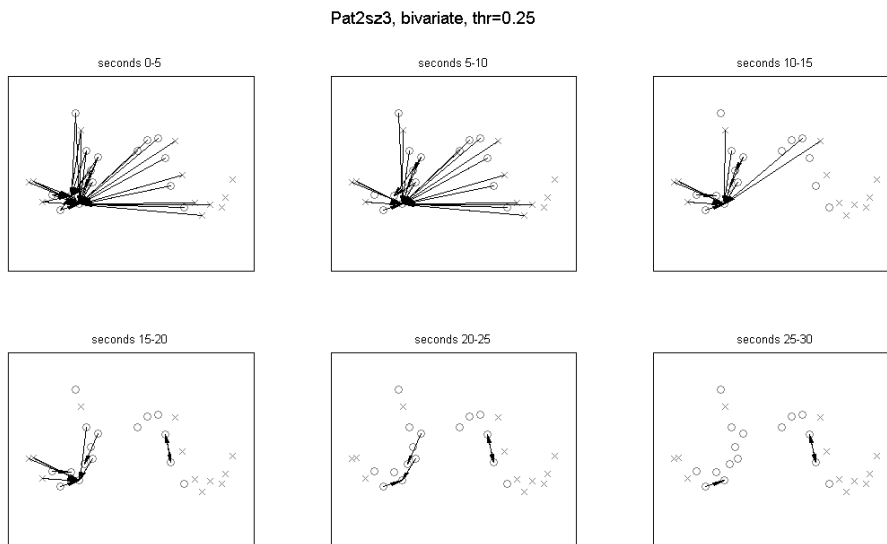 Pat2sz3, bivariate, thr=0.25
seconds 0-5
seconds 5-10
seconds 10-15
seconds 15-20
seconds 20-25
seconds 25-30